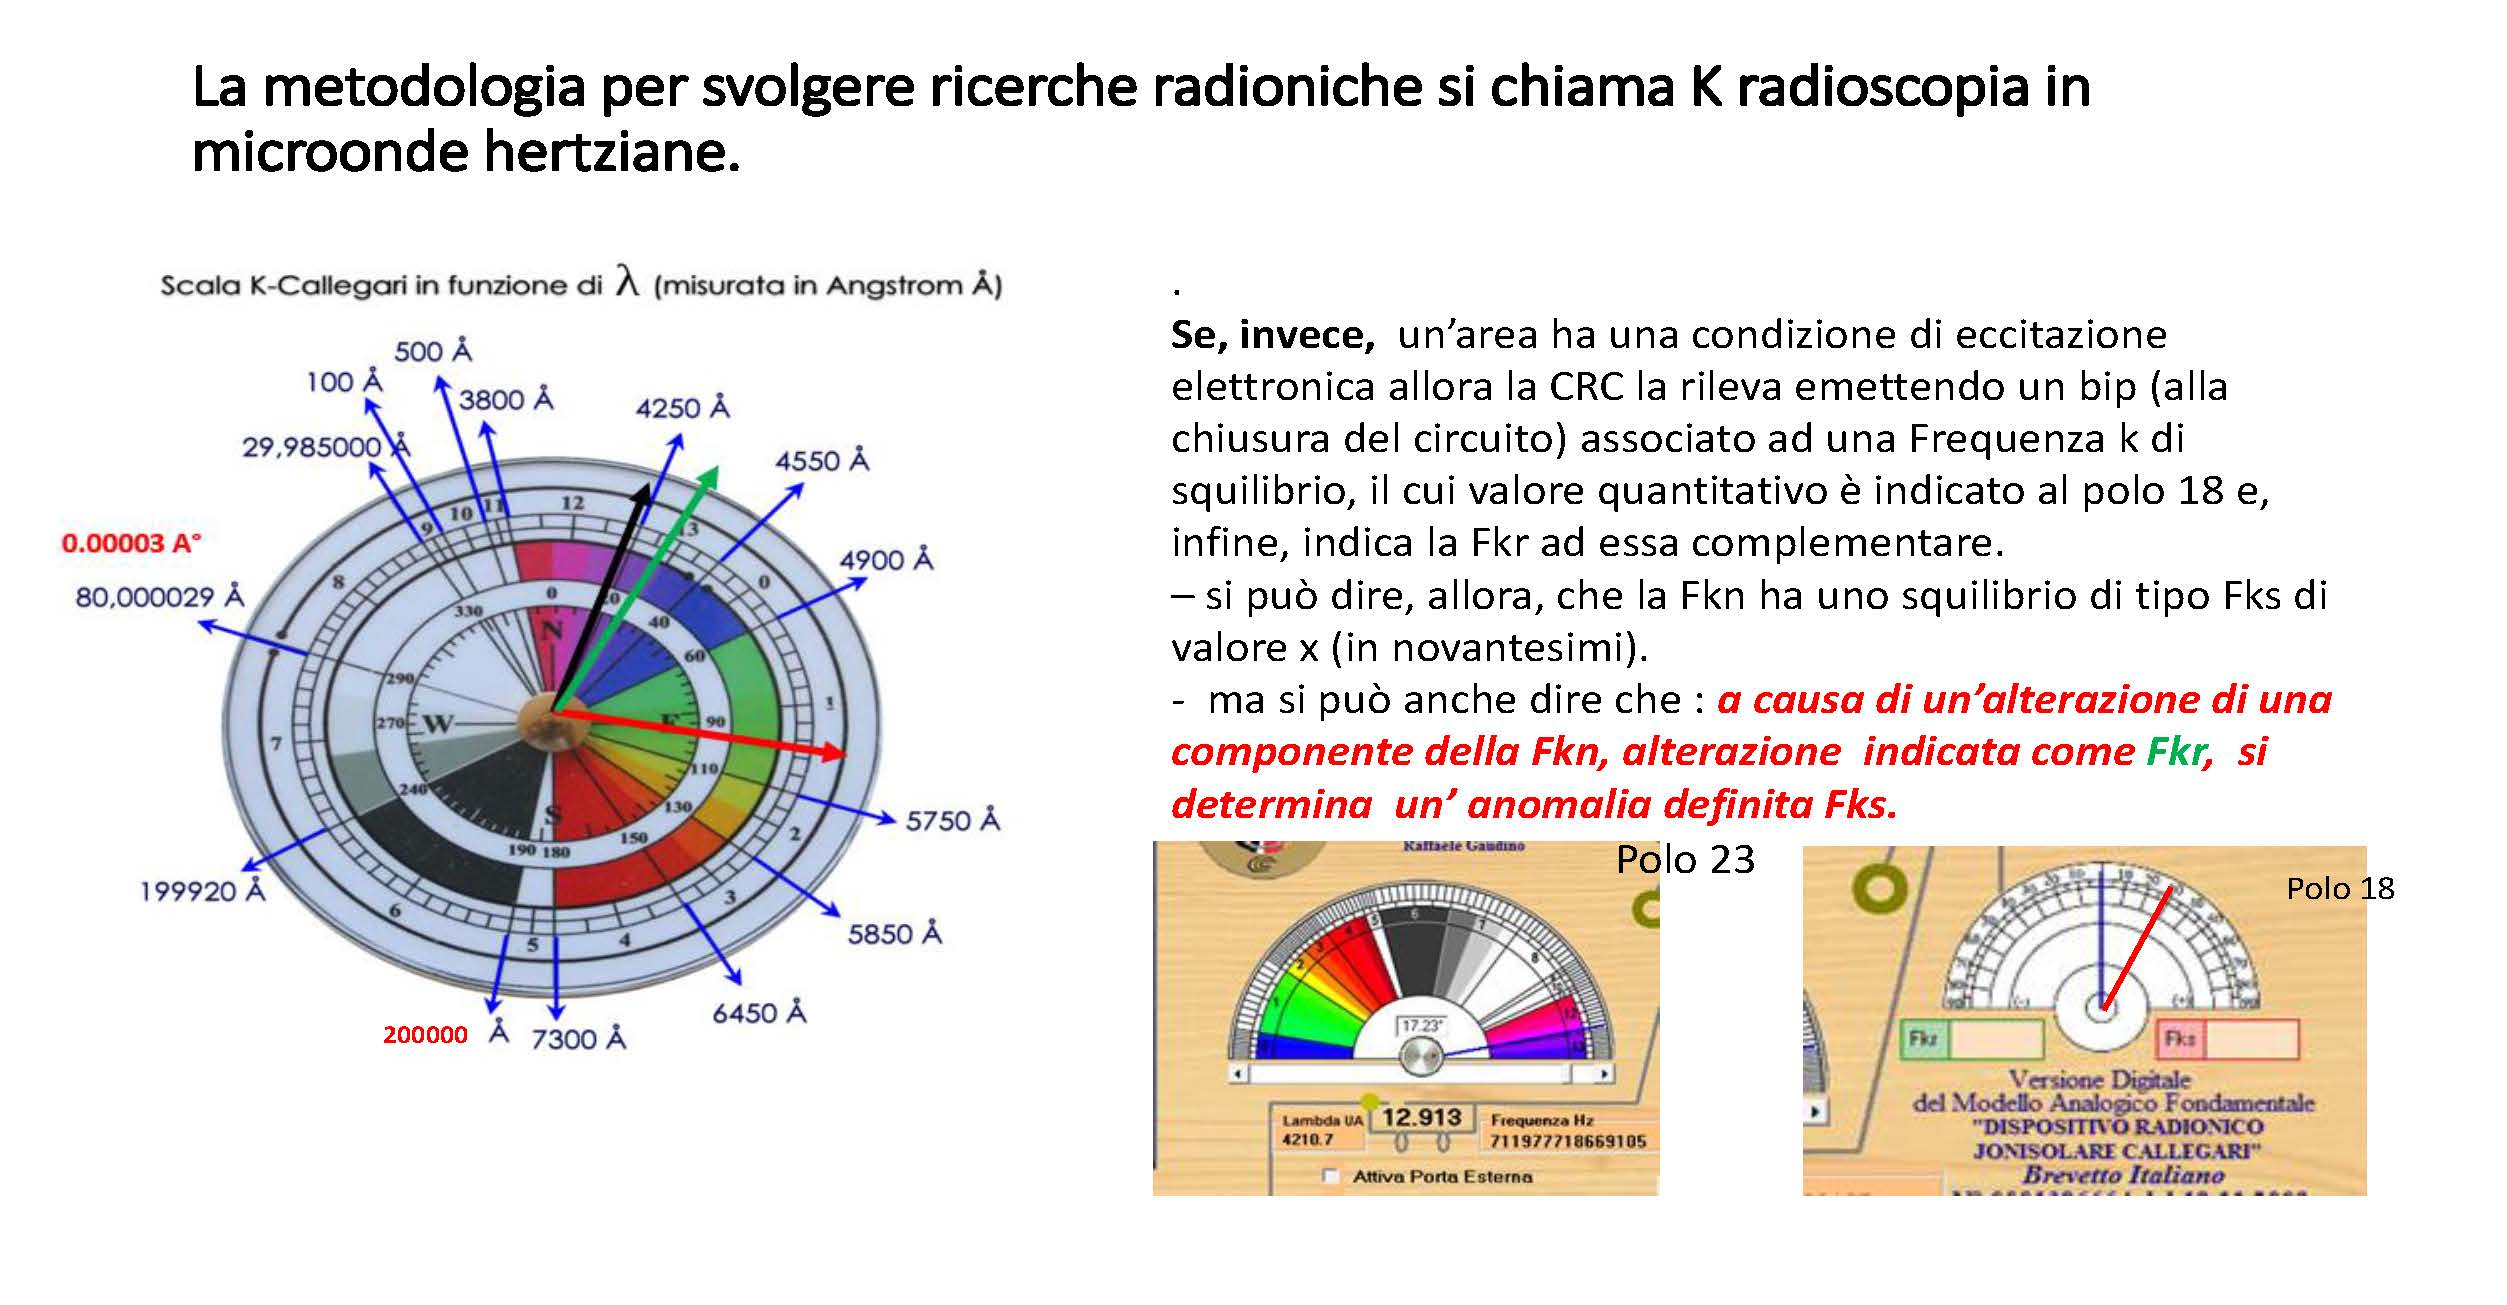 La metodologia per svolgere ricerche radioniche si chiama K radioscopia in
microonde hertziane.
Scala K-Callegari in funzione di λ (misurata in Angstrom Å)
500 Å
100 Å
3800 Å
4250 Å
29,985000 Å
4550 Å
0.00003 A°
4900 Å
80,000029 Å
5750 Å
199920 Å
5850 Å
6450 Å
200000 Å
7300 Å
12
11
10
9
13
8
0
0
330
N
40
60
290
270
W
90
1
7
110
2
240
130
S
150
190
180
3
6
5
4
.
Se, invece, un’area ha una condizione di eccitazione
elettronica allora la CRC la rileva emettendo un bip (alla
chiusura del circuito) associato ad una Frequenza k di
squilibrio, il cui valore quantitativo è indicato al polo 18 e,
infine, indica la Fkr ad essa complementare.
– si può dire, allora, che la Fkn ha uno squilibrio di tipo Fks di
valore x (in novantesimi).
- ma si può anche dire che : a causa di un’alterazione di una
componente della Fkn, alterazione indicata come Fkr, si
determina un’ anomalia definita Fks.
Raffaele Gaudino
Polo 23
17.23°
Lambda UA
4210.7
12.913
Frequenza Hz
711977718669105
Attiva Porta Esterna
Polo 18
(-)
(+)
Fkr
Fks
Versione Digitale
del Modello Analogico Fondamentale
"DISPOSITIVO RADIONICO
JONISOLARE CALLEGARI"
Brevetto Italiano